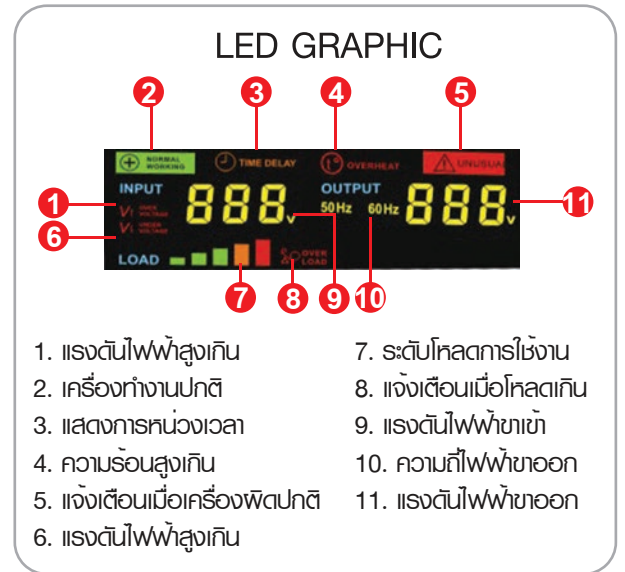 LED GRAPHIC
2 3 4 5
NORMAL WORKING TIME DELAY OVERHEAT UNUSUAL
INPUT OUTPUT
1 V↑ OVER VOLTAGE 888v 50Hz 60Hz 888v 11
6 V↓ UNDER VOLTAGE
LOAD OVER LOAD
7 8 9 10
1. แรงดันไฟฟ้าสูงเกิน
2. เครื่องทำงานปกติ
3. แสดงการหน่วงเวลา
4. ความร้อนสูงเกิน
5. แจ้งเตือนเมื่อเครื่องผิดปกติ
6. แรงดันไฟฟ้าสูงเกิน
7. ระดับโหลดการใช้งาน
8. แจ้งเตือนเมื่อโหลดเกิน
9. แรงดันไฟฟ้าขาเข้า
10. ความถี่ไฟฟ้าขาออก
11. แรงดันไฟฟ้าขาออก